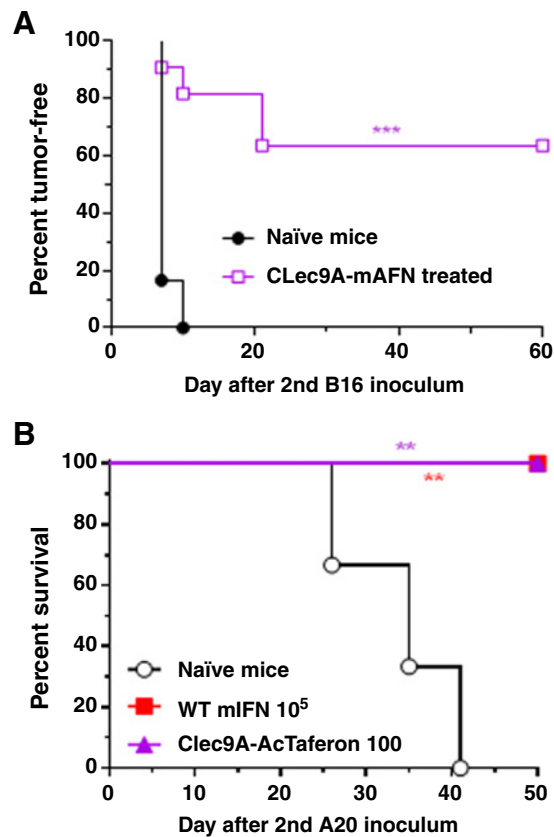 A
100
80
60
40
20
0
Percent tumor-free
***
Naïve mice
CLec9A-mAFN treated
0 20 40 60
Day after 2nd B16 inoculum
B
100
80
60
40
20
0
Percent survival
**
**
Naïve mice
WT mIFN 10⁵
Clec9A-AcTaferon 100
0 10 20 30 40 50
Day after 2nd A20 inoculum